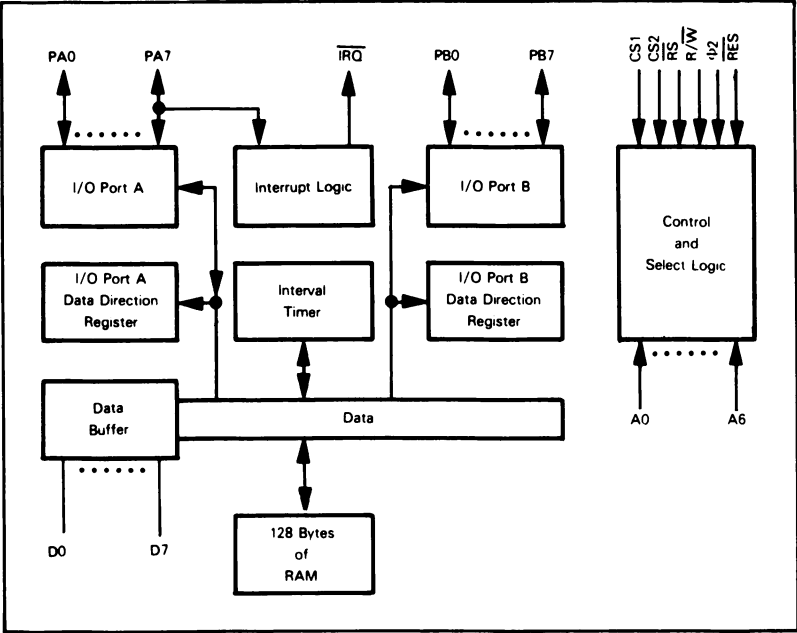 PA0 PA7 IRQ PB0 PB7 CS1 CS2 RS R/W Φ2 RES
I/O Port A
Interrupt Logic
I/O Port B
Control
and
Select Logic
I/O Port A
Data Direction
Register
Interval
Timer
I/O Port B
Data Direction
Register
Data
Buffer
Data
A0 A6
D0 D7
128 Bytes
of
RAM